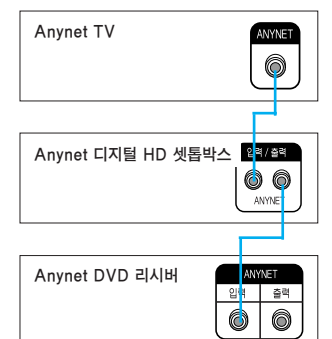 Anynet TV
ANYNET
Anynet 디지털 HD 셋톱박스
입력 / 출력
ANYNET
Anynet DVD 리시버
ANYNET
입력 출력